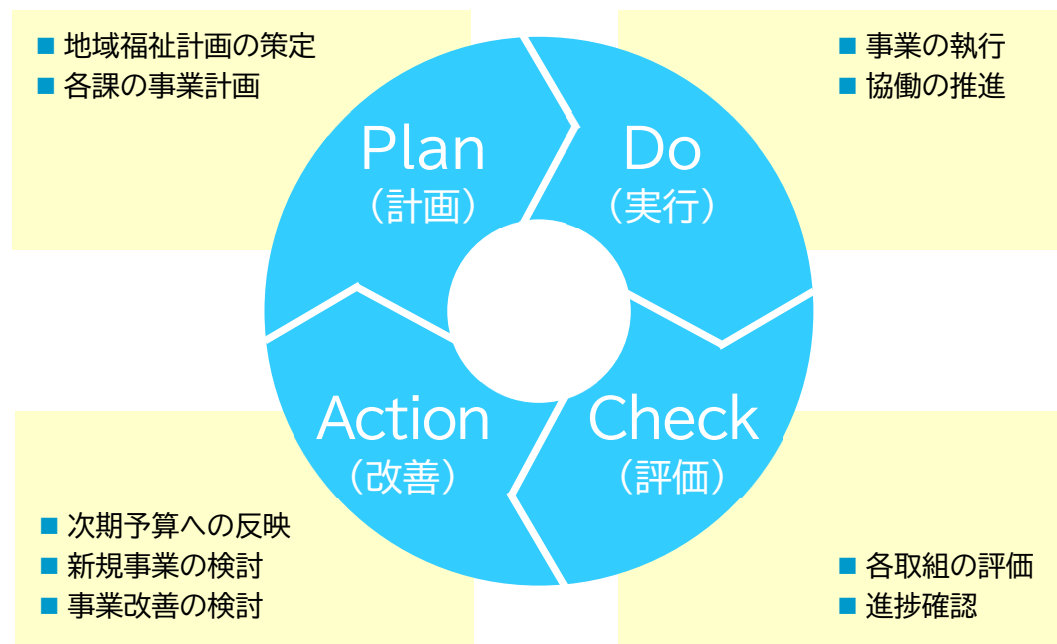 ■ 地域福祉計画の策定
■ 各課の事業計画
■ 事業の執行
■ 協働の推進
Plan
（計画）
Do
（実行）
Action
（改善）
Check
（評価）
■ 次期予算への反映
■ 新規事業の検討
■ 事業改善の検討
■ 各取組の評価
■ 進捗確認